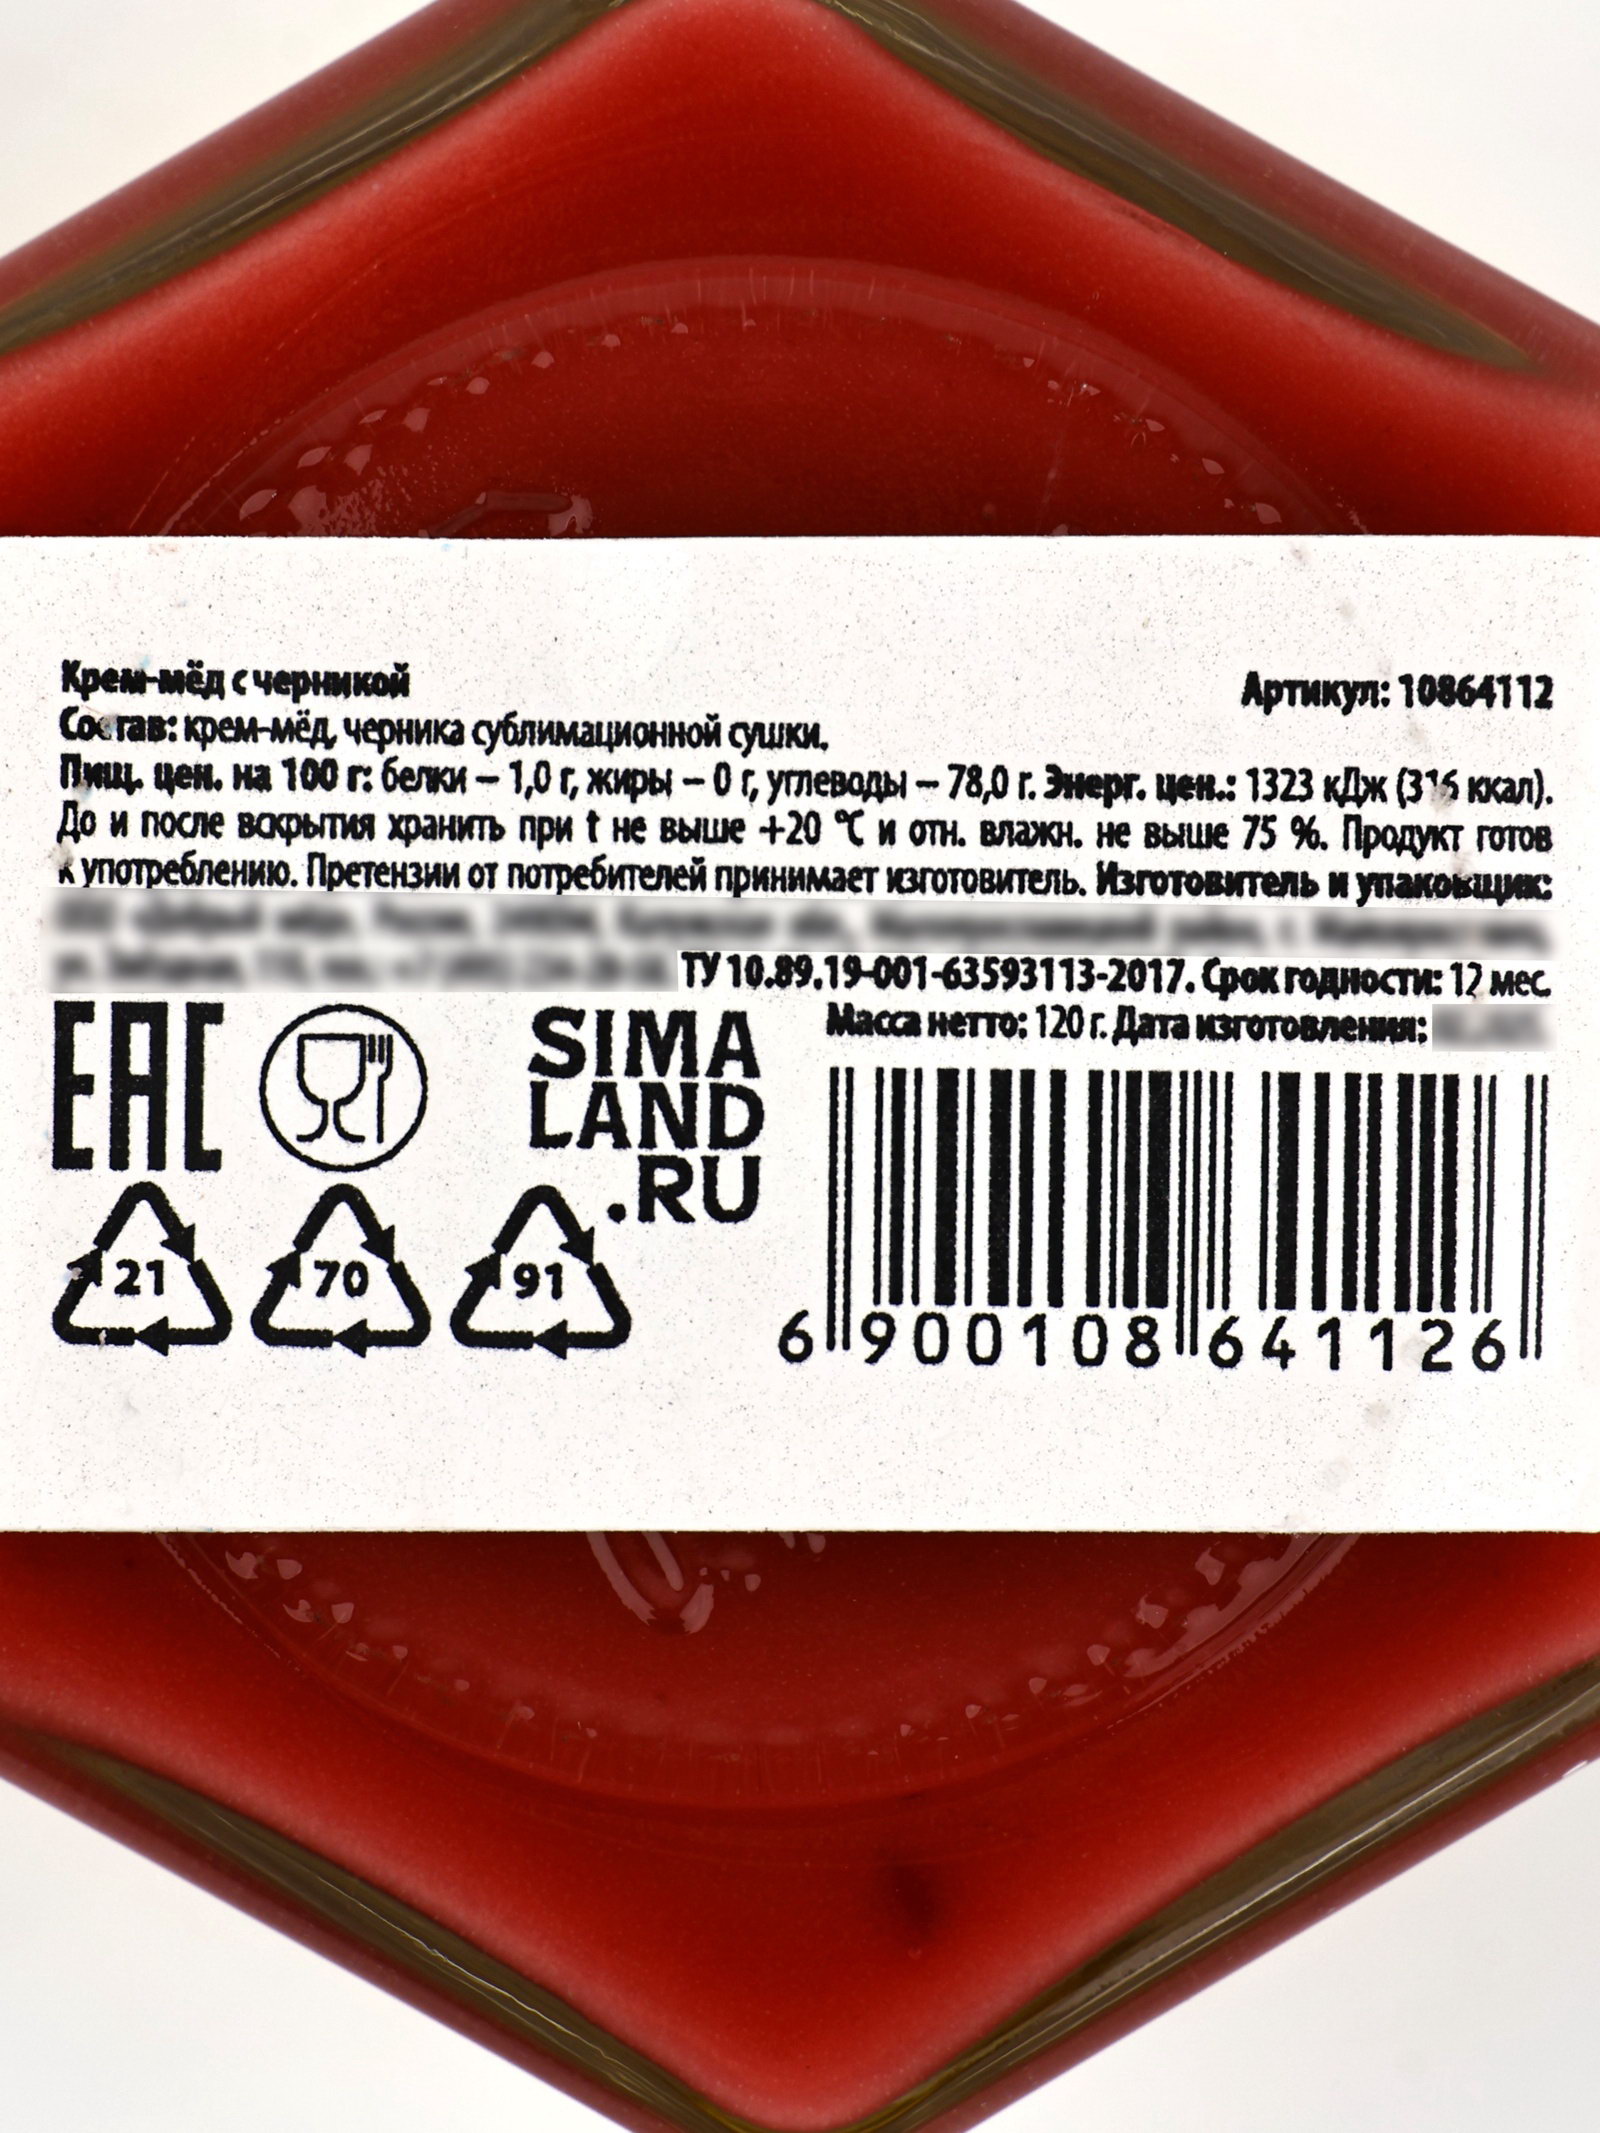 Крем-мёд с черникой
Артикул: 10864112
Состав: крем-мёд, черника сублимационной сушки.
Пищ. цен. на 100 г: белки – 1,0 г, жиры – 0 г, углеводы – 78,0 г. Энерг. цен.: 1323 кДж (316 ккал).
До и после вскрытия хранить при t не выше +20 °C и отн. влажн. не выше 75 %. Продукт готов
к употреблению. Претензии от потребителей принимает изготовитель. Изготовитель и упаковщик:
ТУ 10.89.19-001-63593113-2017. Срок годности: 12 мес.
Масса нетто: 120 г. Дата изготовления:
EAC
SIMA
LAND
.RU
21 70 91
6 900108 641126